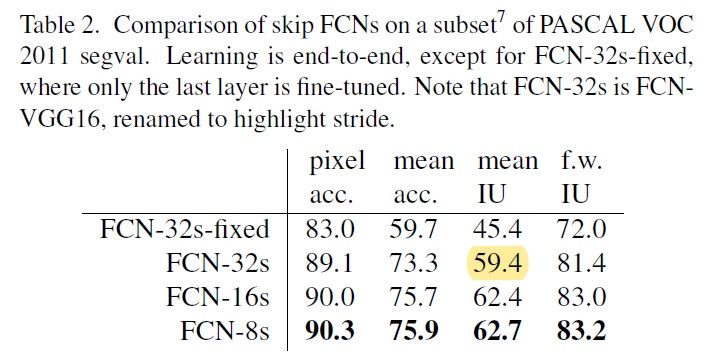 Table 2. Comparison of skip FCNs on a subset7 of PASCAL VOC
2011 segval. Learning is end-to-end, except for FCN-32s-fixed,
where only the last layer is fine-tuned. Note that FCN-32s is FCN-
VGG16, renamed to highlight stride.
pixel mean mean f.w.
acc. acc. IU IU
FCN-32s-fixed 83.0 59.7 45.4 72.0
FCN-32s 89.1 73.3 59.4 81.4
FCN-16s 90.0 75.7 62.4 83.0
FCN-8s 90.3 75.9 62.7 83.2